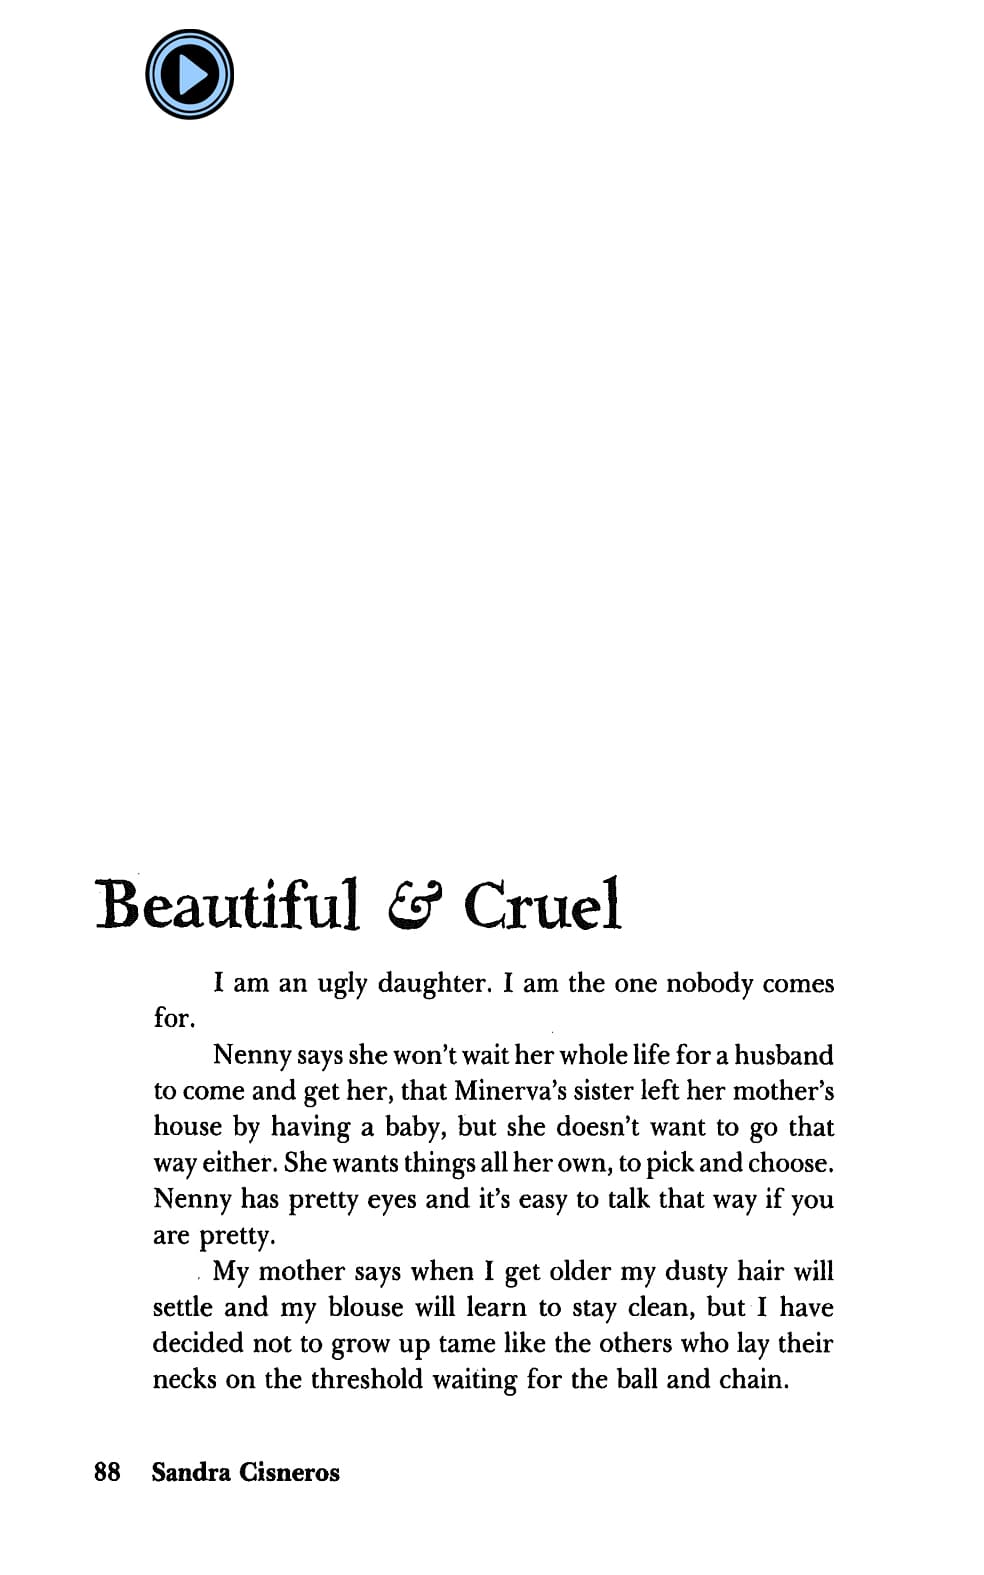 Beautiful & Cruel
I am an ugly daughter. I am the one nobody comes
for.
Nenny says she won't wait her whole life for a husband
to come and get her, that Minerva's sister left her mother's
house by having a baby, but she doesn't want to go that
way either. She wants things all her own, to pick and choose.
Nenny has pretty eyes and it's easy to talk that way if you
are pretty.
My mother says when I get older my dusty hair will
settle and my blouse will learn to stay clean, but I have
decided not to grow up tame like the others who lay their
necks on the threshold waiting for the ball and chain.
88 Sandra Cisneros